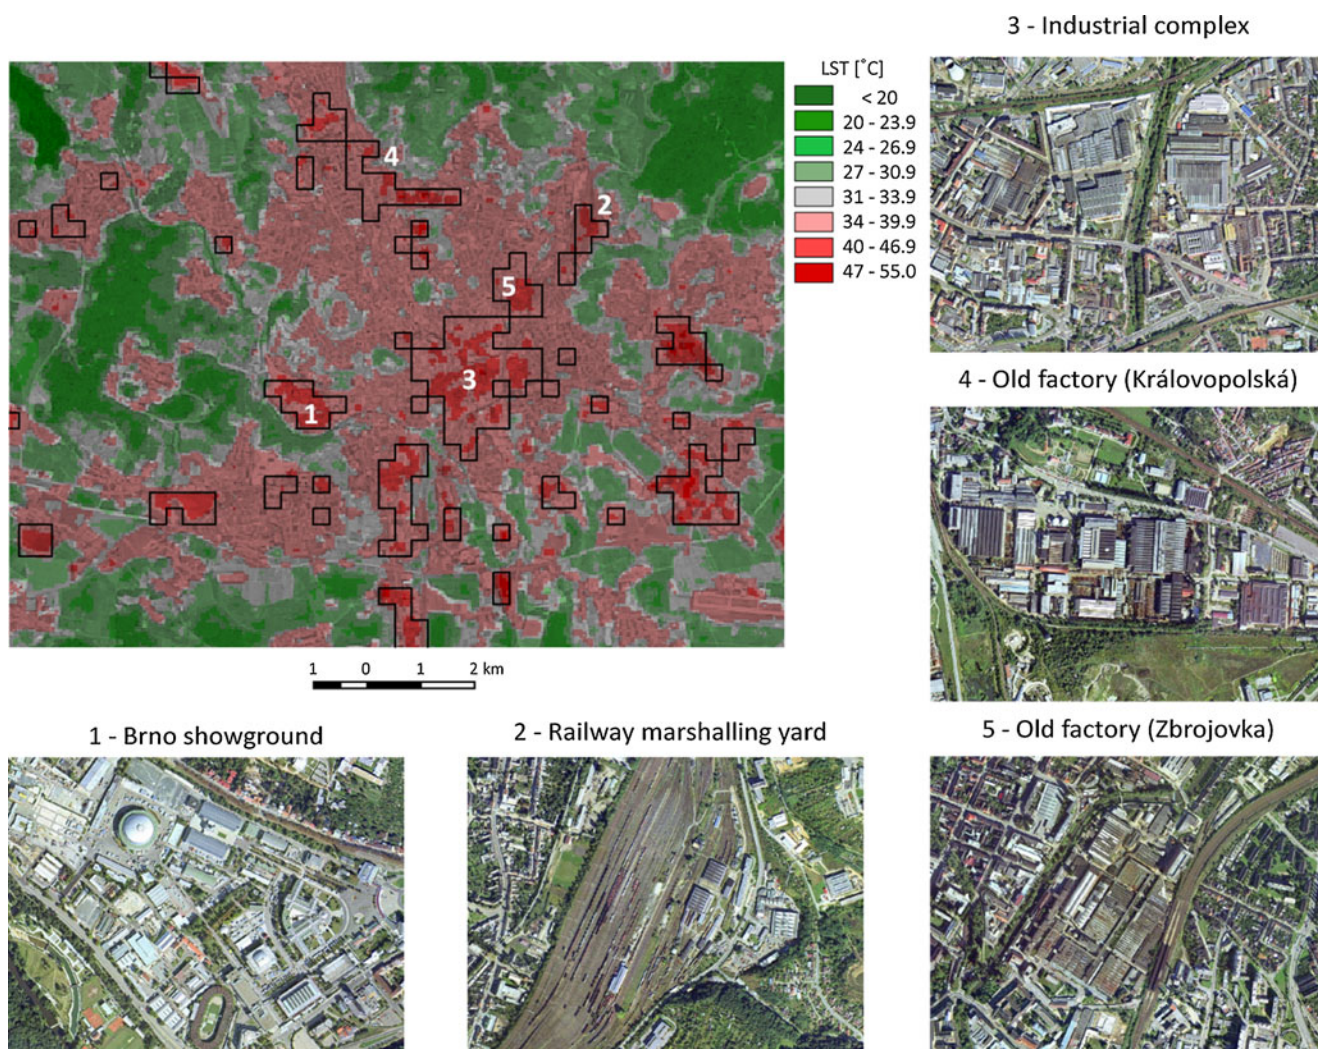 3 - Industrial complex
LST [˚C]
< 20
20 - 23.9
24 - 26.9
27 - 30.9
31 - 33.9
34 - 39.9
40 - 46.9
47 - 55.0
4
2
5
3
1
1 0 1 2 km
4 - Old factory (Královopolská)
1 - Brno showground
2 - Railway marshalling yard
5 - Old factory (Zbrojovka)